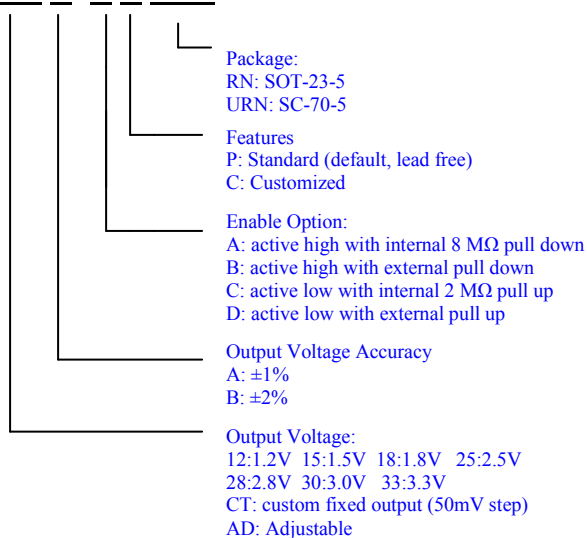 Package:
RN: SOT-23-5
URN: SC-70-5
Features
P: Standard (default, lead free)
C: Customized
Enable Option:
A: active high with internal 8 MΩ pull down
B: active high with external pull down
C: active low with internal 2 MΩ pull up
D: active low with external pull up
Output Voltage Accuracy
A: ±1%
B: ±2%
Output Voltage:
12:1.2V 15:1.5V 18:1.8V 25:2.5V
28:2.8V 30:3.0V 33:3.3V
CT: custom fixed output (50mV step)
AD: Adjustable